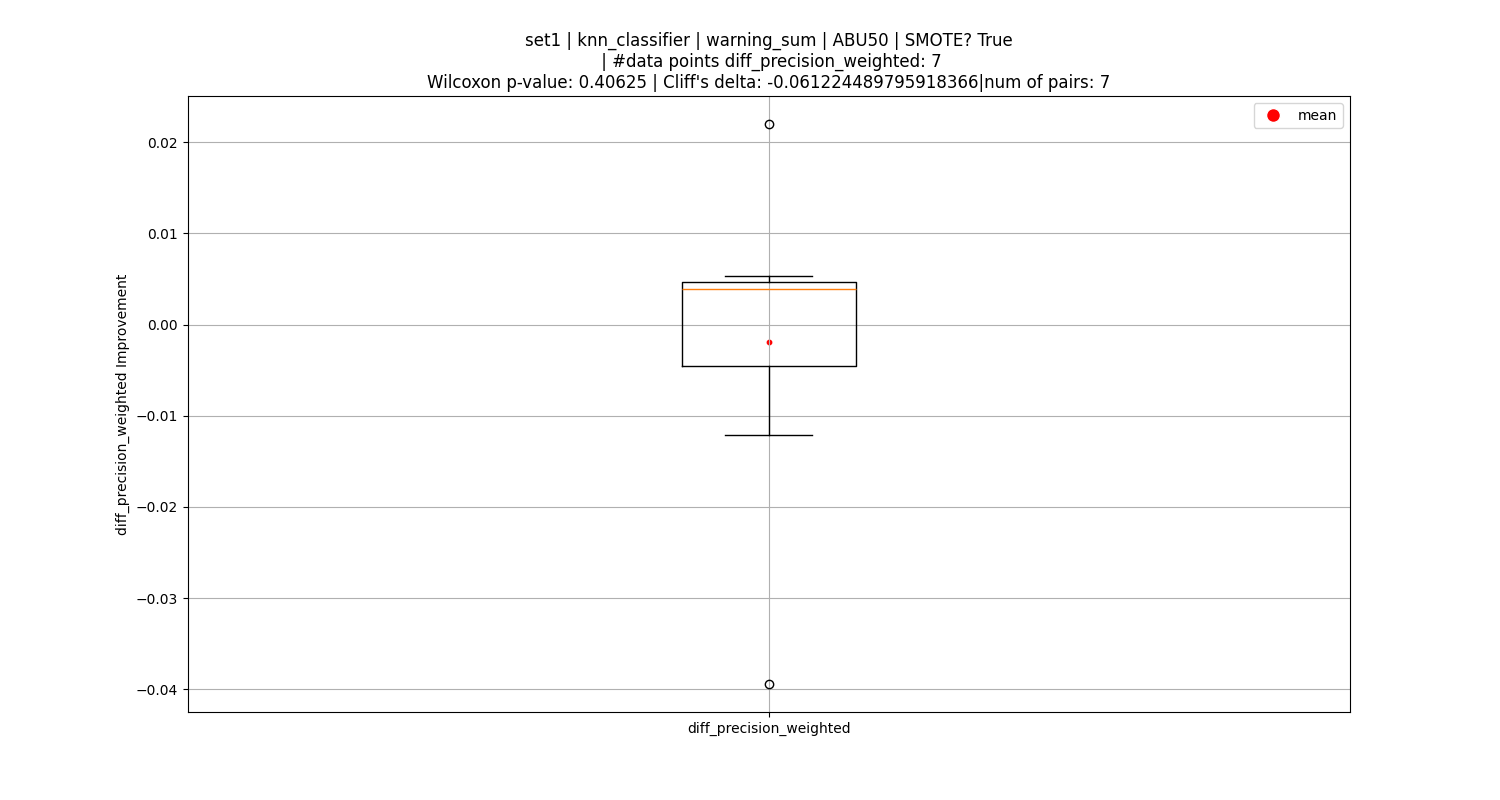 set1 | knn_classifier | warning_sum | ABU50 | SMOTE? True
| #data points diff_precision_weighted: 7
Wilcoxon p-value: 0.40625 | Cliff's delta: -0.061224489795918366|num of pairs: 7
mean
0.02
0.01
0.00
−0.01
−0.02
−0.03
−0.04
diff_precision_weighted Improvement
diff_precision_weighted